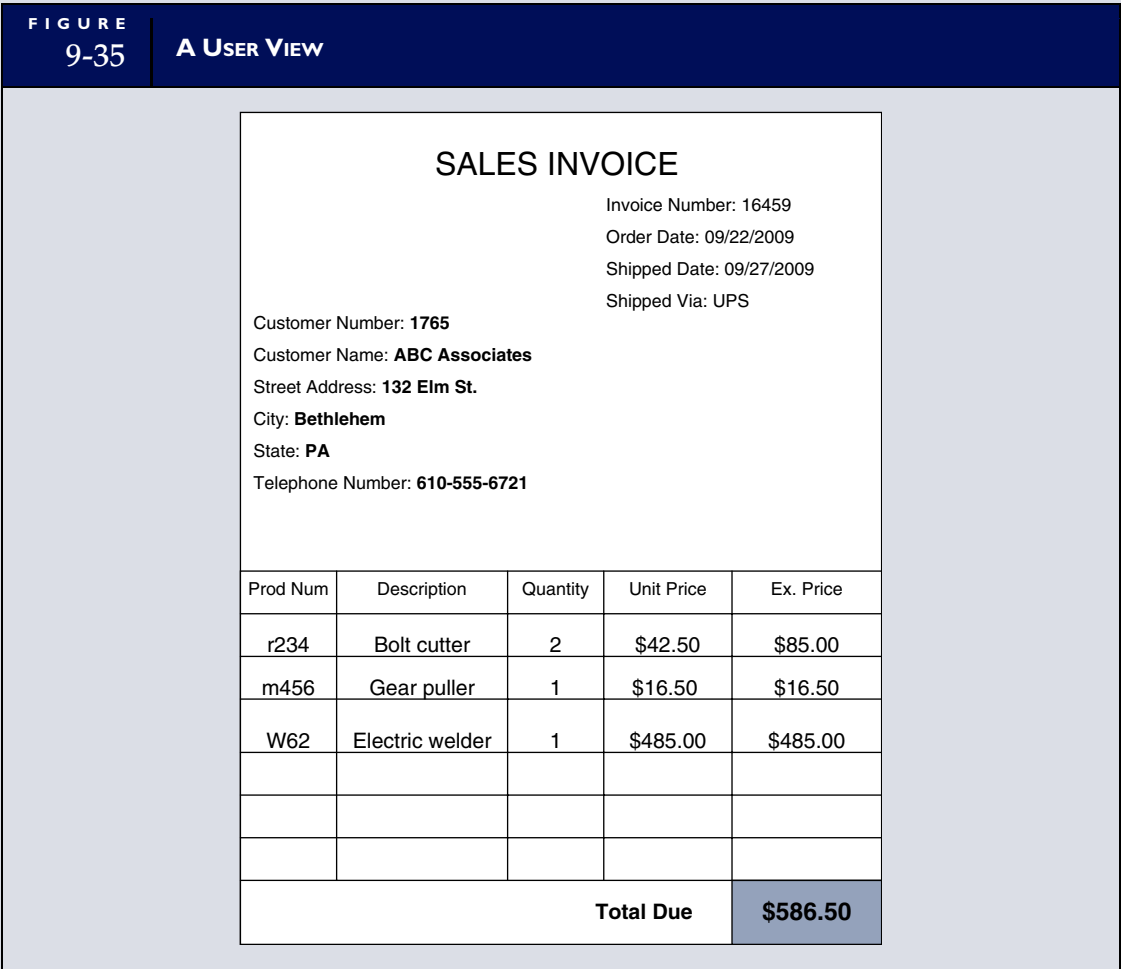 FIGURE
9-35
A USER VIEW
SALES INVOICE
Invoice Number: 16459
Order Date: 09/22/2009
Shipped Date: 09/27/2009
Shipped Via: UPS
Customer Number: 1765
Customer Name: ABC Associates
Street Address: 132 Elm St.
City: Bethlehem
State: PA
Telephone Number: 610-555-6721
Prod Num Description Quantity Unit Price Ex. Price
r234 Bolt cutter 2 $42.50 $85.00
m456 Gear puller 1 $16.50 $16.50
W62 Electric welder 1 $485.00 $485.00
Total Due $586.50